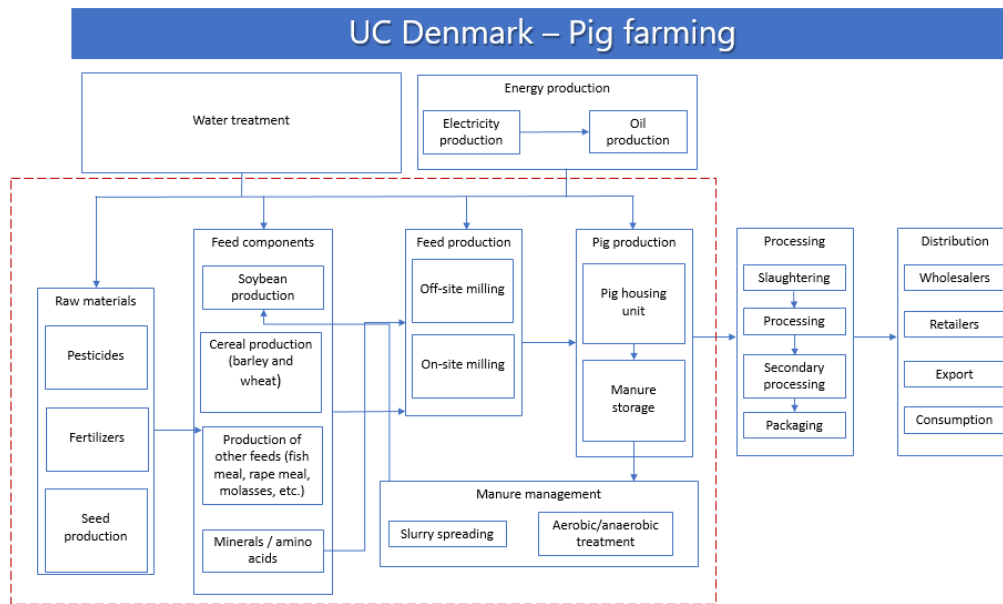 UC Denmark – Pig farming
Water treatment
Energy production
Electricity
production
Oil
production
Raw materials
Pesticides
Fertilizers
Seed
production
Feed components
Soybean
production
Cereal production
(barley and
wheat)
Production of
other feeds (fish
meal, rape meal,
molasses, etc.)
Minerals / amino
acids
Feed production
Off-site milling
On-site milling
Pig production
Pig housing
unit
Manure
storage
Manure management
Slurry spreading
Aerobic/anaerobic
treatment
Processing
Slaughtering
Processing
Secondary
processing
Packaging
Distribution
Wholesalers
Retailers
Export
Consumption